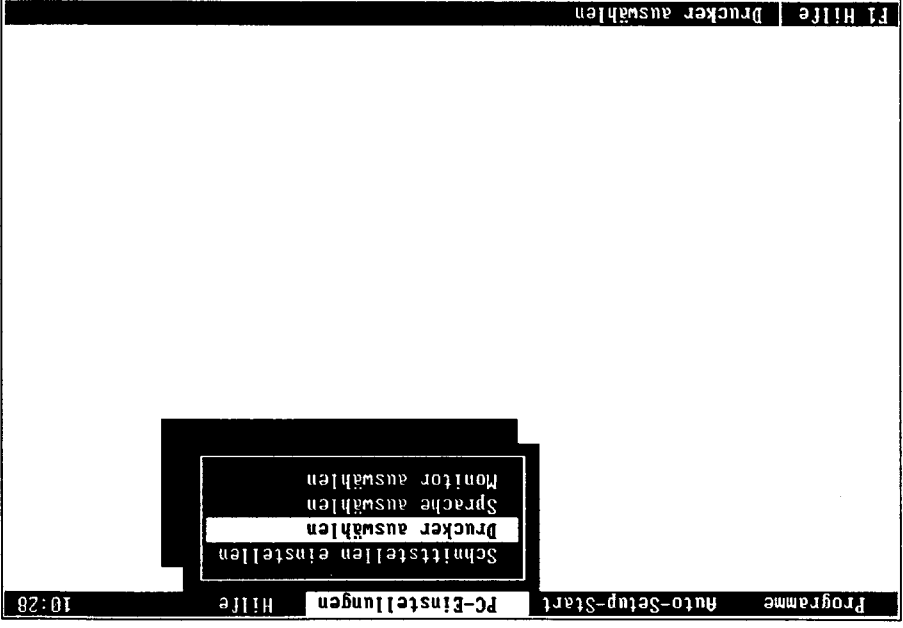 Programme Auto-Setup-Start PC-Einstellungen Hilfe 10:28
Schnittstellen einstellen
Drucker auswählen
Sprache auswählen
Monitor auswählen
F1 Hilfe | Drucker auswählen